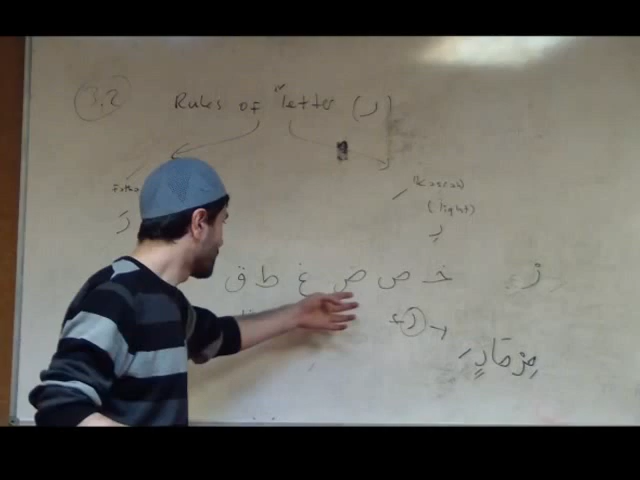 3.2
Rules of letter (ر)
Fatha
Kasrah
(light)
رَ
رِ
خ ص ض غ ط ق
رْ
مِرْصَادٍ